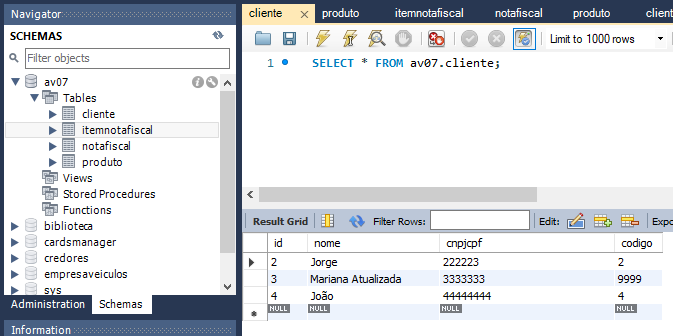 Navigator
SCHEMAS
Filter objects
av07
Tables
cliente
itemnotafiscal
notafiscal
produto
Views
Stored Procedures
Functions
biblioteca
cardsmanager
credores
empresaveiculos
sys
Administration Schemas
Information
cliente produto itemnotafiscal notafiscal produto client
Limit to 1000 rows
1 SELECT * FROM av07.cliente;
Result Grid Filter Rows: Edit: Expo
id nome cnpjcpf codigo
2 Jorge 222223 2
3 Mariana Atualizada 3333333 9999
4 João 44444444 4
NULL NULL NULL NULL